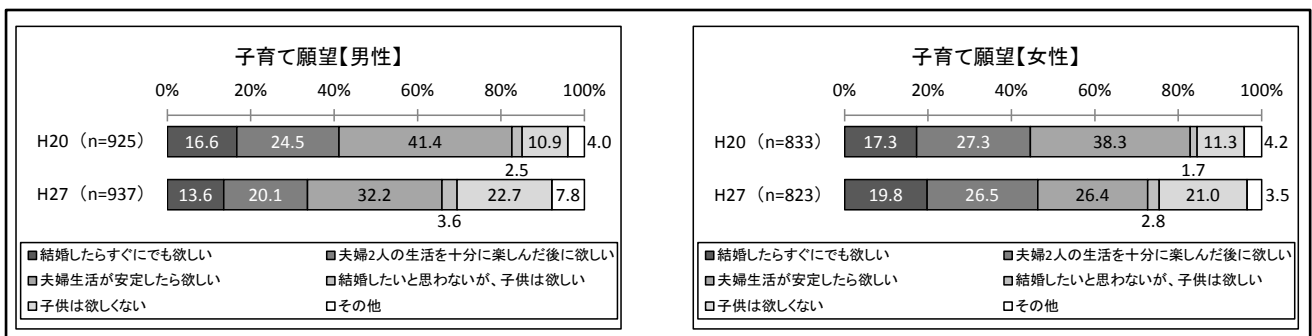 子育て願望【男性】
0% 20% 40% 60% 80% 100%
H20（n=925） 16.6 24.5 41.4 10.9 4.0
2.5
H27（n=937） 13.6 20.1 32.2 22.7 7.8
3.6
■結婚したらすぐにでも欲しい ■夫婦2人の生活を十分に楽しんだ後に欲しい
■夫婦生活が安定したら欲しい ■結婚したいと思わないが、子供は欲しい
□子供は欲しくない □その他
子育て願望【女性】
0% 20% 40% 60% 80% 100%
H20（n=833） 17.3 27.3 38.3 11.3 4.2
1.7
H27（n=823） 19.8 26.5 26.4 21.0 3.5
2.8
■結婚したらすぐにでも欲しい ■夫婦2人の生活を十分に楽しんだ後に欲しい
■夫婦生活が安定したら欲しい ■結婚したいと思わないが、子供は欲しい
□子供は欲しくない □その他